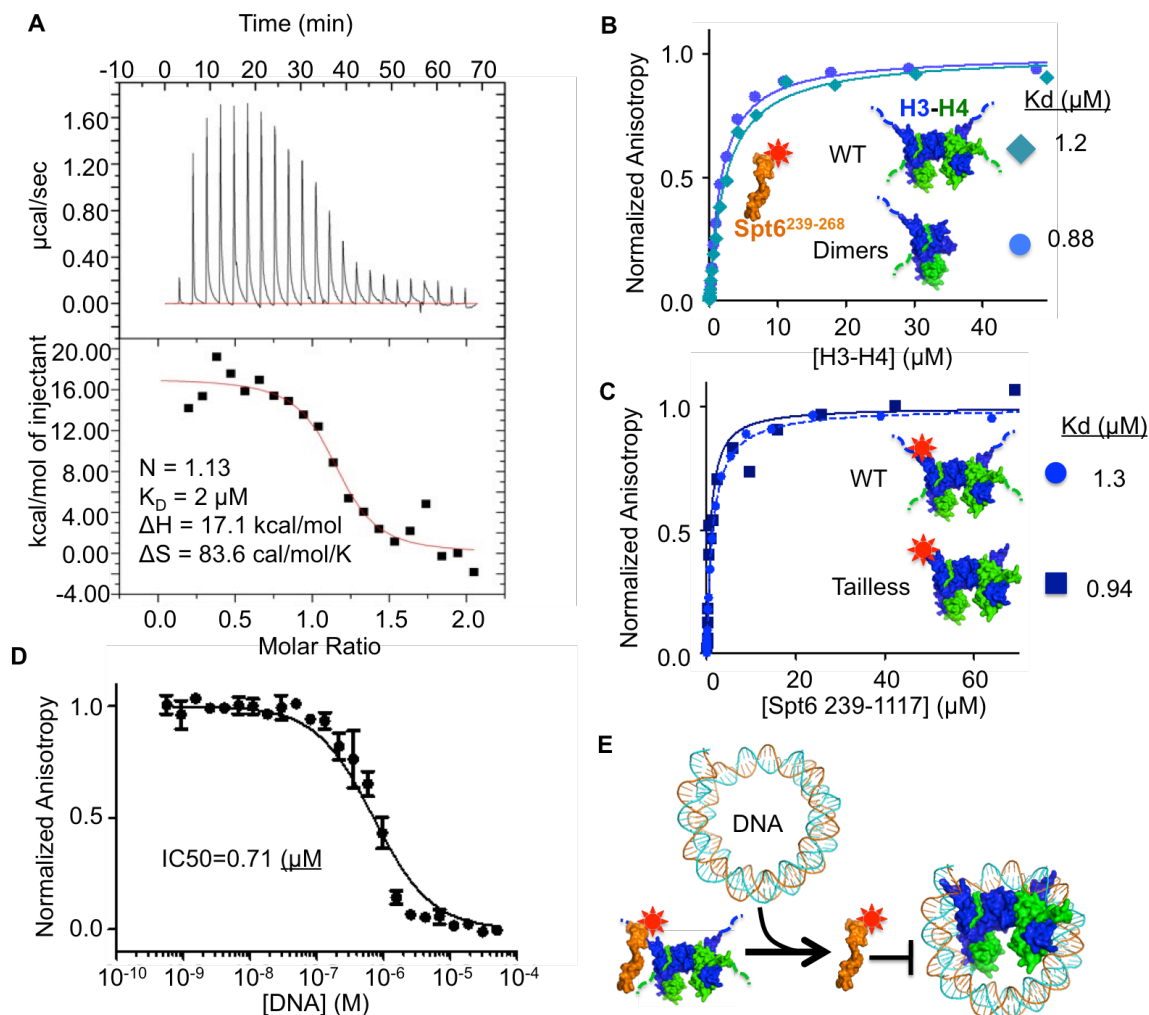 A
Time (min)
-10 0 10 20 30 40 50 60 70
1.60
1.20
0.80
0.40
0.00
µcal/sec
20.00
16.00
12.00
8.00
4.00
0.00
-4.00
kcal/mol of injectant
N = 1.13
KD = 2 µM
ΔH = 17.1 kcal/mol
ΔS = 83.6 cal/mol/K
0.0 0.5 1.0 1.5 2.0
Molar Ratio
B
Normalized Anisotropy
1.0
0.5
0.0
0 20 40
[H3-H4] (µM)
Kd (µM)
H3-H4
WT
1.2
Spt6239-268
Dimers
0.88
C
Normalized Anisotropy
1.0
0.5
0.0
0 20 40 60
[Spt6 239-1117] (µM)
Kd (µM)
WT
1.3
Tailless
0.94
D
Normalized Anisotropy
1.0
0.5
0.0
IC50=0.71 (µM
10-10 10-9 10-8 10-7 10-6 10-5 10-4
[DNA] (M)
E
DNA